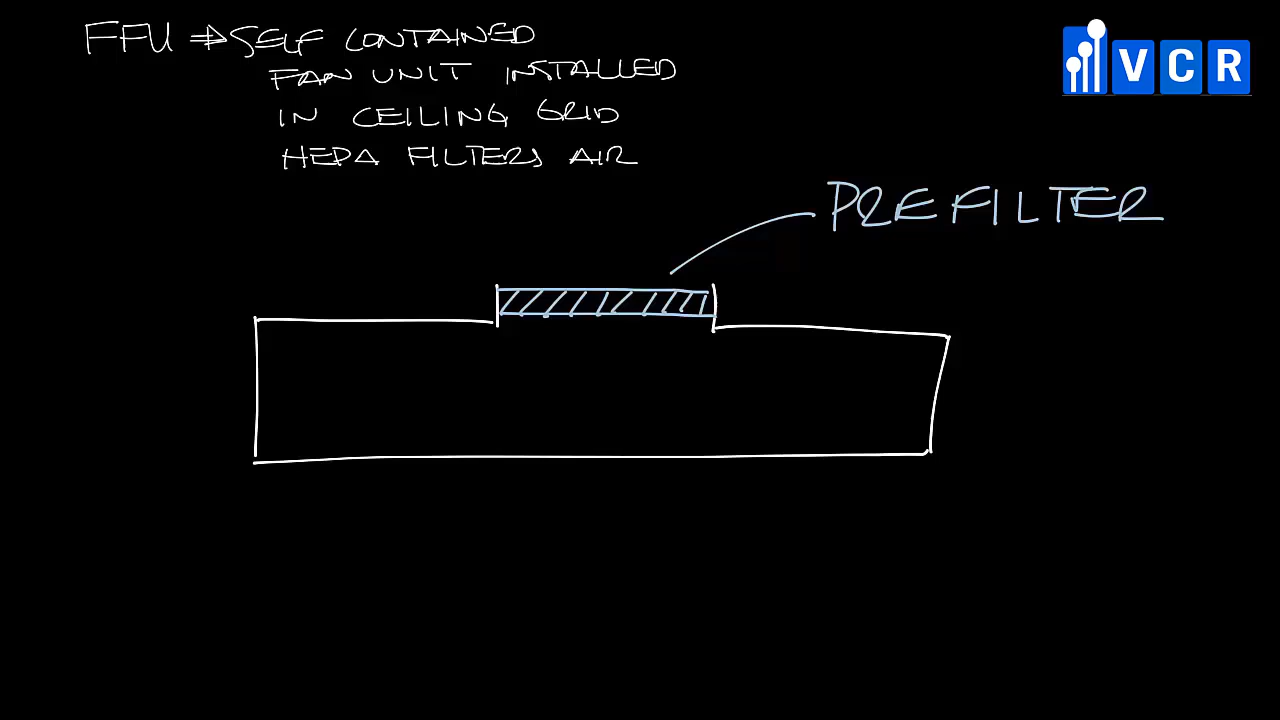 FFU ⇒ SELF CONTAINED
FAN UNIT INSTALLED
IN CEILING GRID
HEPA FILTERS AIR
VCR
PREFILTER